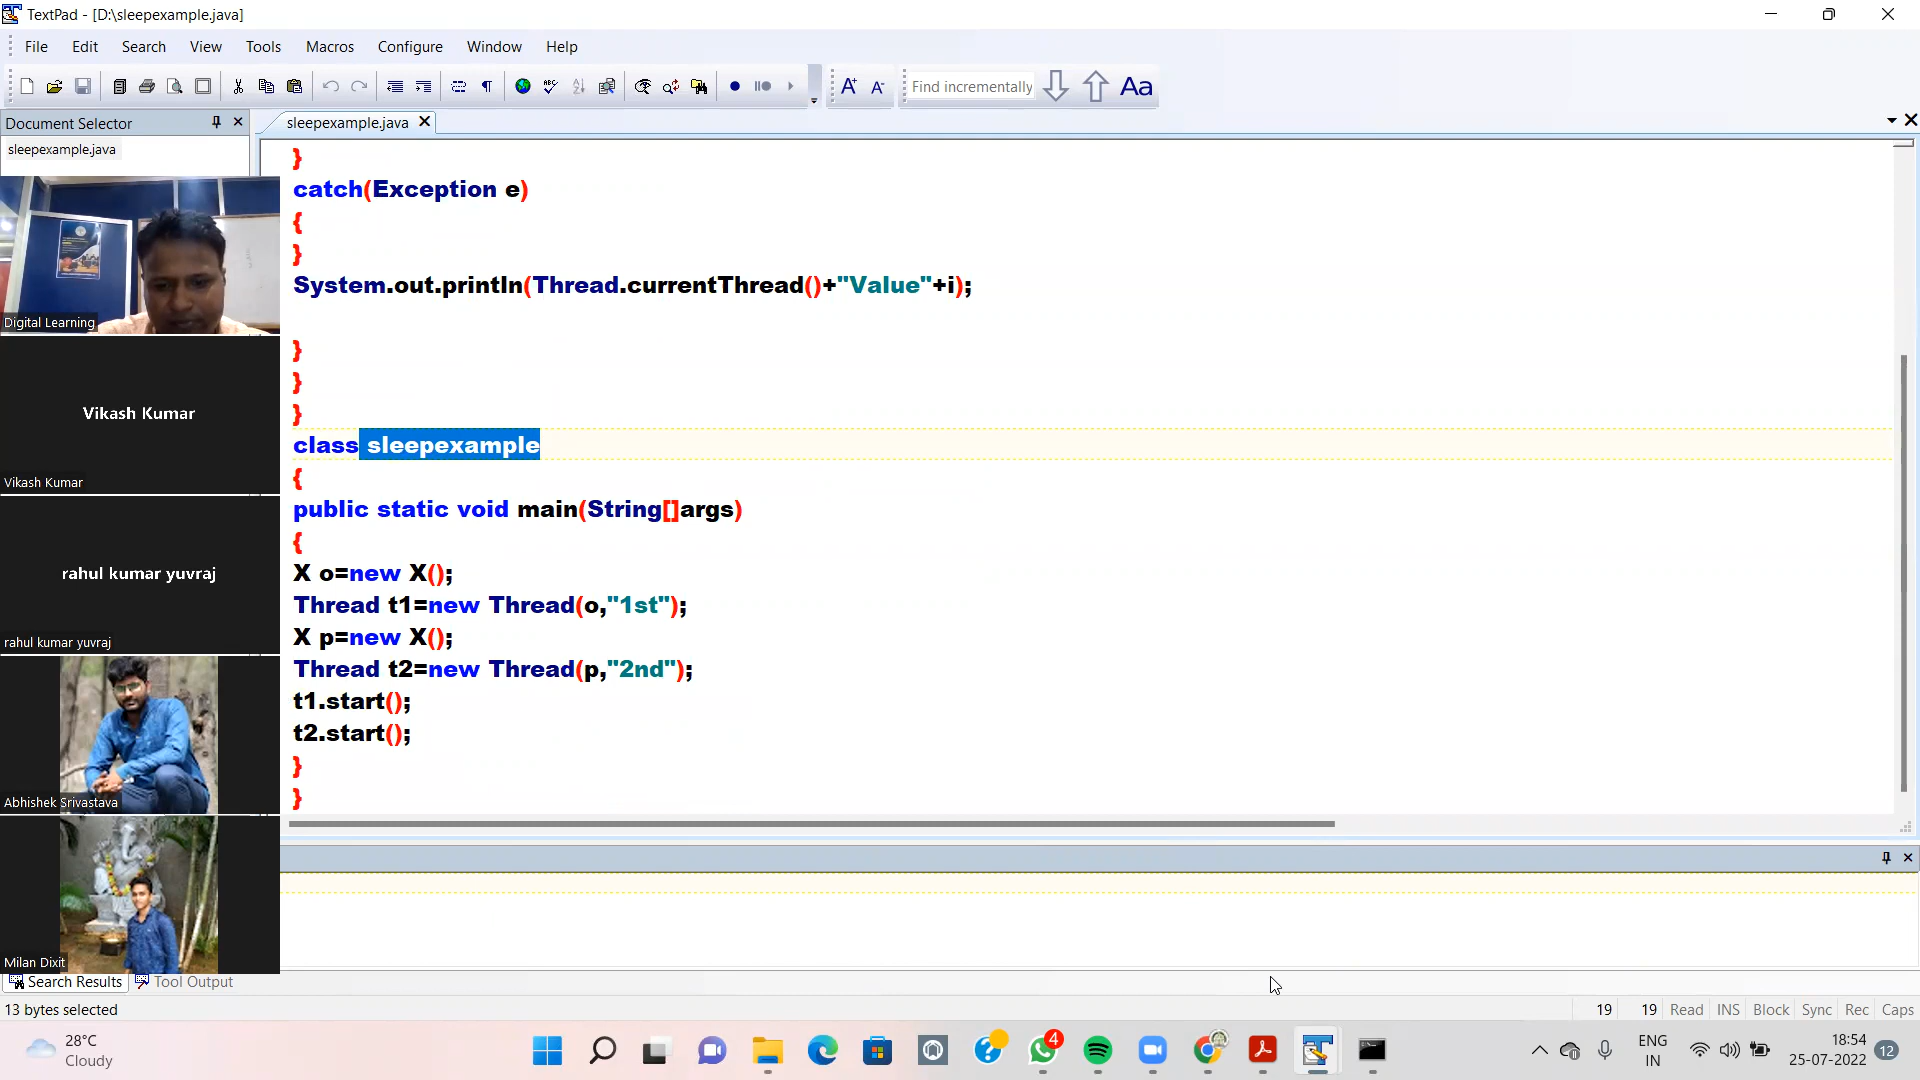 TextPad - [D:\sleepexample.java]
File Edit Search View Tools Macros Configure Window Help
Find incrementally
Aa
Document Selector
sleepexample.java
sleepexample.java
}
catch(Exception e)
{
}
System.out.println(Thread.currentThread()+"Value"+i);
}
}
}
class sleepexample
{
public static void main(String[]args)
{
X o=new X();
Thread t1=new Thread(o,"1st");
X p=new X();
Thread t2=new Thread(p,"2nd");
t1.start();
t2.start();
}
}
Digital Learning
Vikash Kumar
Vikash Kumar
rahul kumar yuvraj
rahul kumar yuvraj
Abhishek Srivastava
Milan Dixit
Search Results Tool Output
13 bytes selected
19 19 Read INS Block Sync Rec Caps
28°C
Cloudy
4
ENG
IN
18:54
25-07-2022
12